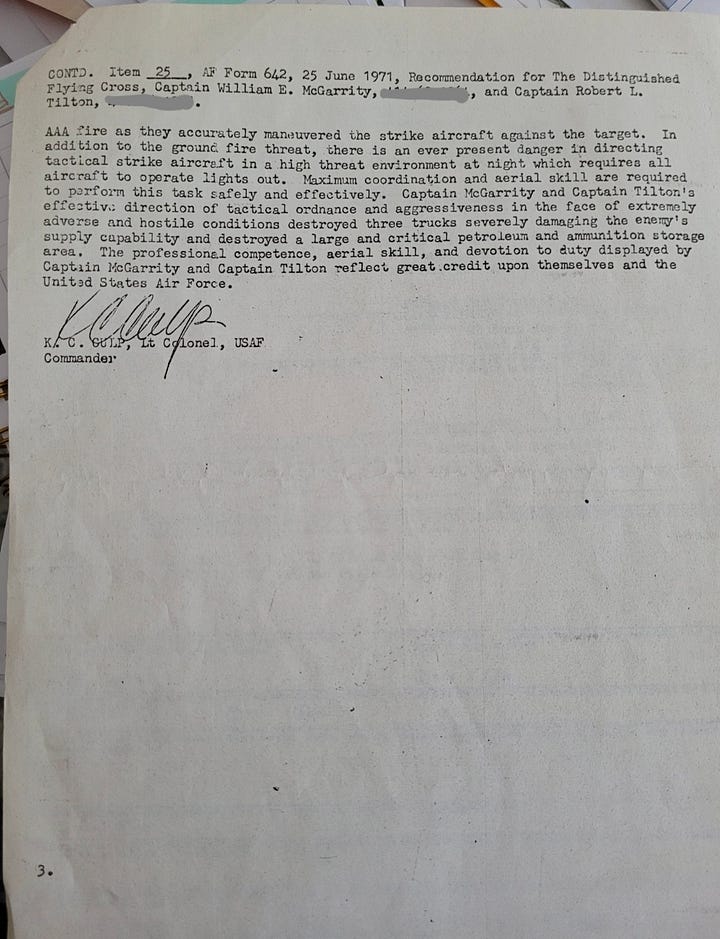 CONTD. Item 25, AF Form 642, 25 June 1971, Recommendation for The Distinguished
Flying Cross, Captain William E. McGarrity, , and Captain Robert L.
Tilton, .
AAA fire as they accurately maneuvered the strike aircraft against the target. In
addition to the ground fire threat, there is an ever present danger in directing
tactical strike aircraft in a high threat environment at night which requires all
aircraft to operate lights out. Maximum coordination and aerial skill are required
to perform this task safely and effectively. Captain McGarrity and Captain Tilton's
effective direction of tactical ordnance and aggressiveness in the face of extremely
adverse and hostile conditions destroyed three trucks severely damaging the enemy's
supply capability and destroyed a large and critical petroleum and ammunition storage
area. The professional competence, aerial skill, and devotion to duty displayed by
Captain McGarrity and Captain Tilton reflect great credit upon themselves and the
United States Air Force.
K C Culp
K. C. CULP, Lt Colonel, USAF
Commander
3.